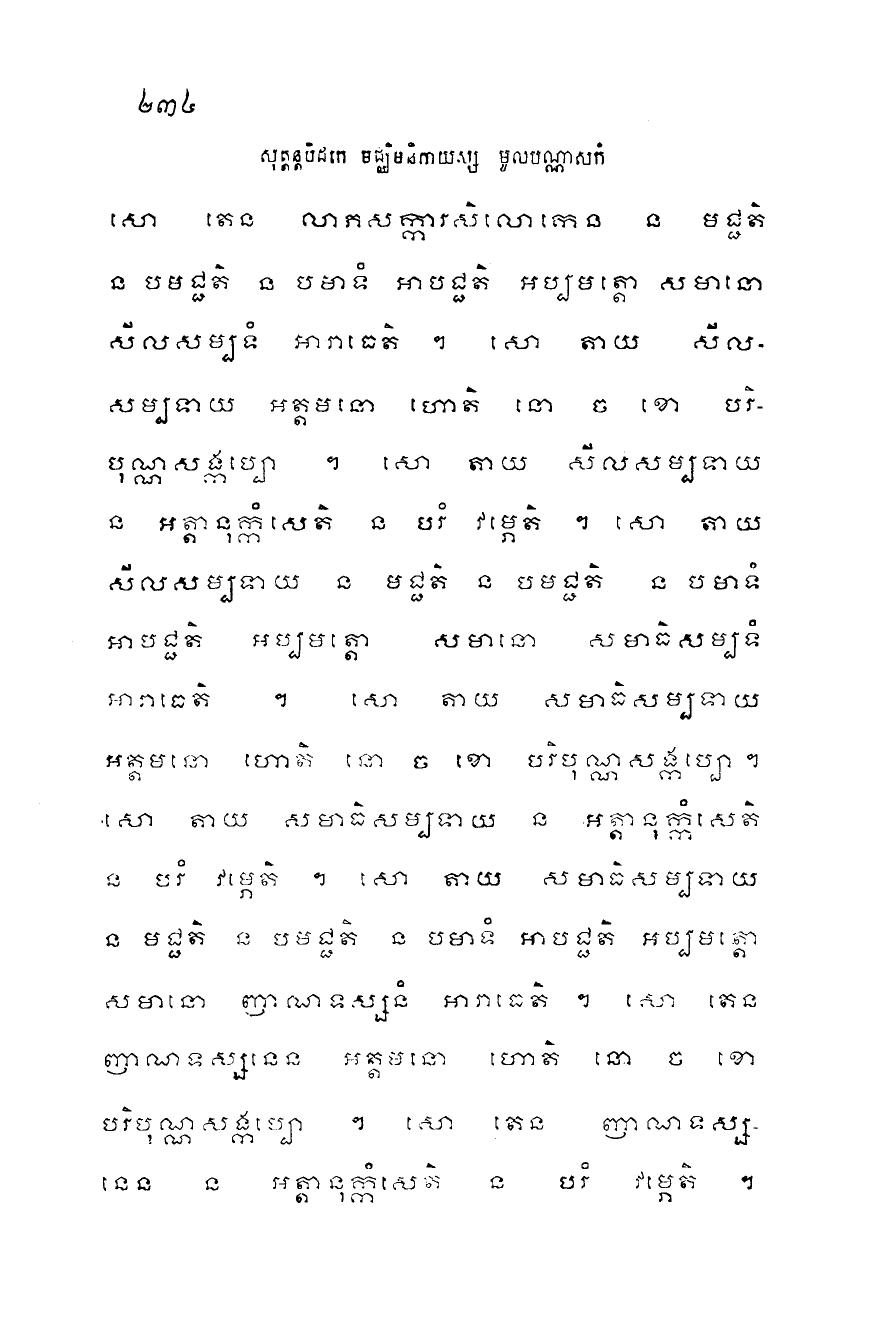 ២៣៤
សុត្តន្តបិដកេ មជ្ឈិមនិកាយស្ស មូលបណ្ណាសកំ
សោ តេន លាភសក្ការសិលោកេន ន មជ្ជតិ
ន បមជ្ជតិ ន បមាទំ អាបជ្ជតិ អប្បមត្តោ សមានោ
សីលសម្បទំ អារាធេតិ ។ សោ តាយ សីល-
សម្បទាយ អត្តមនោ ហោតិ នោ ច ខោ បរិ-
បុណ្ណសង្កប្បោ ។ សោ តាយ សីលសម្បទាយ
ន អត្តានុក្កំសេតិ ន បរំ វម្ភេតិ ។ សោ តាយ
សីលសម្បទាយ ន មជ្ជតិ ន បមជ្ជតិ ន បមាទំ
អាបជ្ជតិ អប្បមត្តោ សមានោ សមាធិសម្បទំ
អារាធេតិ ។ សោ តាយ សមាធិសម្បទាយ
អត្តមនោ ហោតិ នោ ច ខោ បរិបុណ្ណសង្កប្បោ ។
សោ តាយ សមាធិសម្បទាយ ន អត្តានុក្កំសេតិ
ន បរំ វម្ភេតិ ។ សោ តាយ សមាធិសម្បទាយ
ន មជ្ជតិ ន បមជ្ជតិ ន បមាទំ អាបជ្ជតិ អប្បមត្តោ
សមានោ ញាណទស្សនំ អារាធេតិ ។ សោ តេន
ញាណទស្សនេន អត្តមនោ ហោតិ នោ ច ខោ
បរិបុណ្ណសង្កប្បោ ។ សោ តេន ញាណទស្ស-
នេន ន អត្តានុក្កំសេតិ ន បរំ វម្ភេតិ ។